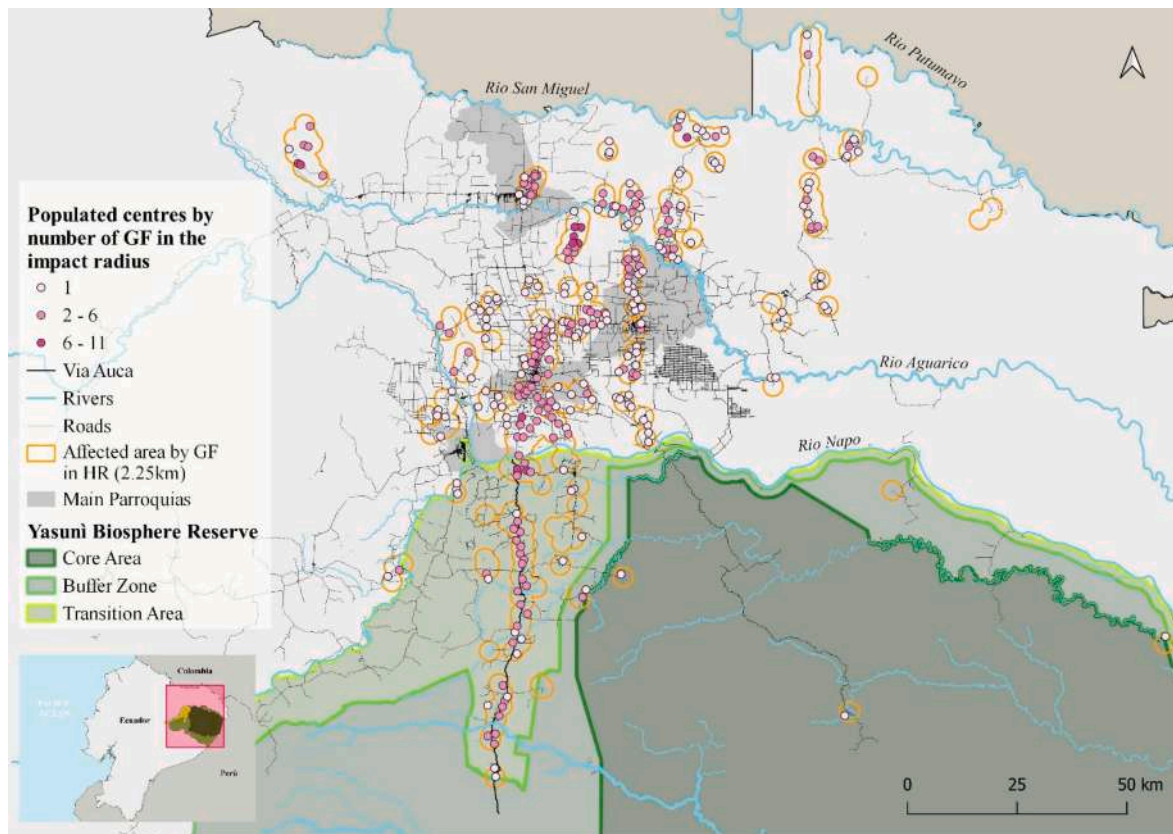 Rio Putumayo
Rio San Miguel
Populated centres by
number of GF in the
impact radius
1
2 - 6
6 - 11
Via Auca
Rivers
Roads
Affected area by GF
in HR (2.25km)
Main Parroquias
Yasunì Biosphere Reserve
Core Area
Buffer Zone
Transition Area
Rio Aguarico
Rio Napo
Colombia
Ecuador
Perù
0 25 50 km